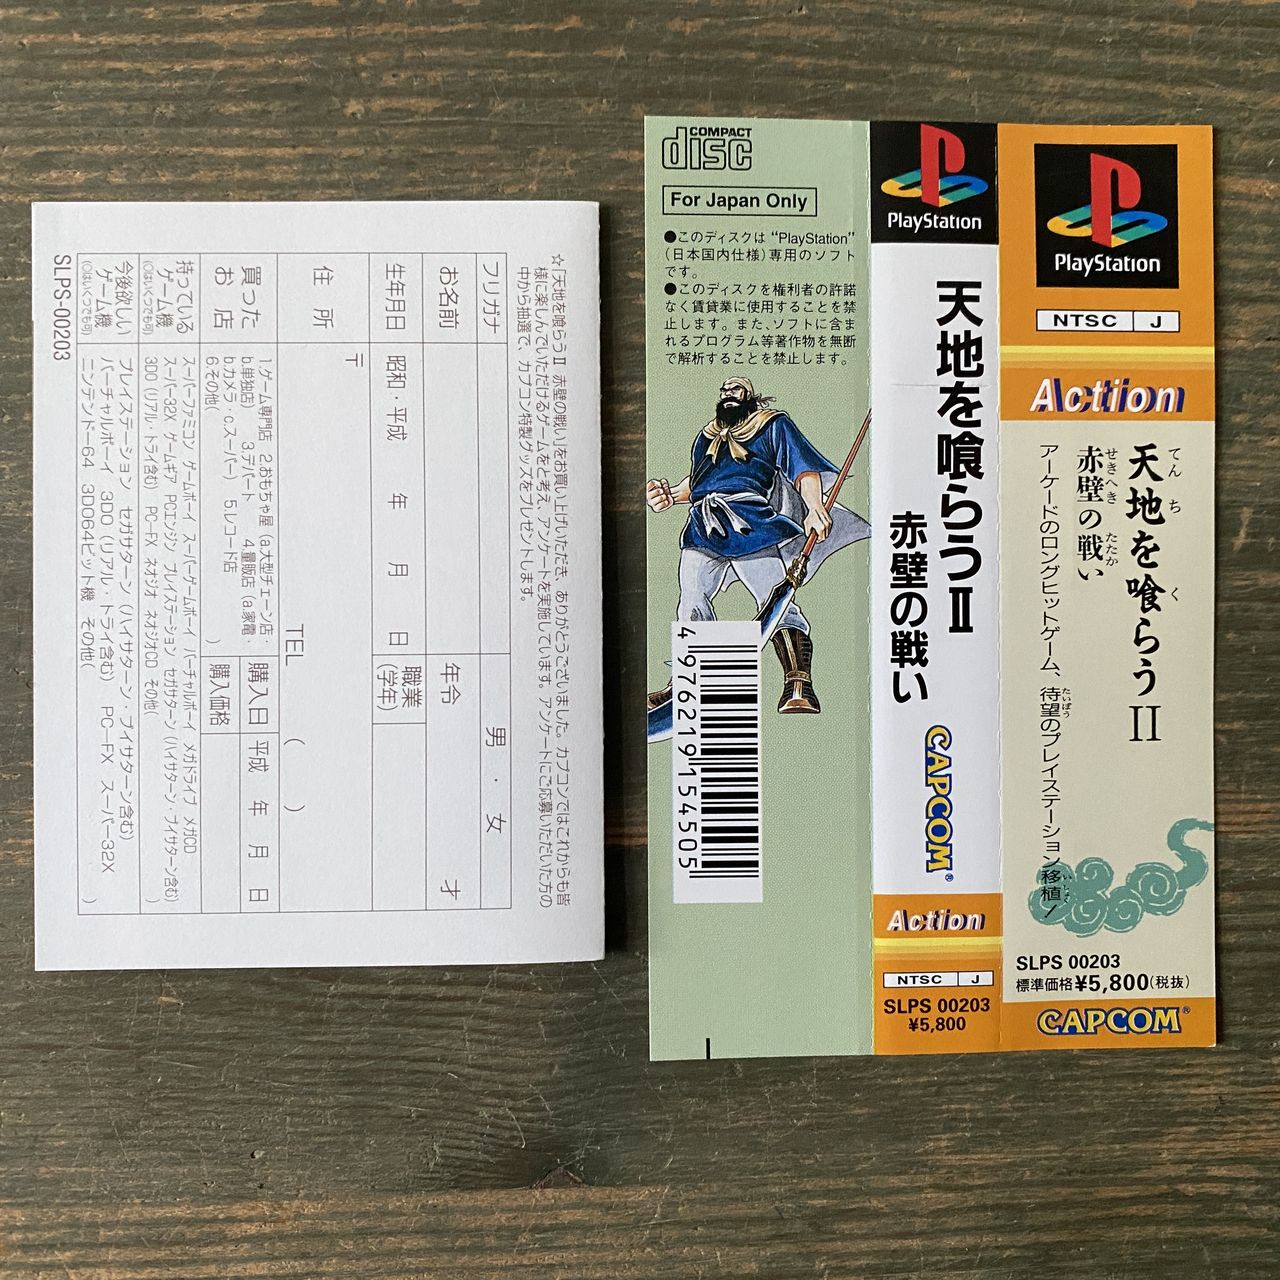 ☆「天地を喰らうⅡ 赤壁の戦い」をお買い上げいただき、ありがとうございました。カプコンではこれからも皆
様に楽しんでいただけるゲームをと考え、アンケートを実施しています。アンケートにご応募いただいた方の
中から抽選で、カプコン特製グッズをプレゼントします。
フリガナ
お名前
男・女
生年月日
昭和・平成 年 月 日
年令
才
職業
(学年)
住所
〒
TEL ( )
買った
お店
1.ゲーム専門店 2.おもちゃ屋 (a.大型チェーン店・
b.単独店) 3.デパート 4.量販店 (a.家電・
b.カメラ・c.スーパー) 5.レコード店
6.その他( )
購入日
平成 年 月 日
購入価格
持っている
ゲーム機
(○はいくつでも可)
スーパーファミコン ゲームボーイ スーパーゲームボーイ バーチャルボーイ メガドライブ メガCD
スーパー32X ゲームギア PCエンジン プレイステーション セガサターン (ハイサターン・ブイサターン含む)
3DO (リアル・トライ含む) PC-FX ネオジオ ネオジオCD その他( )
今後欲しい
ゲーム機
(○はいくつでも可)
プレイステーション セガサターン (ハイサターン・ブイサターン含む)
バーチャルボーイ 3DO (リアル・トライ含む) PC-FX スーパー32X
ニンテンドー64 3DO64ビット機 その他( )
SLPS-00203
COMPACT
disc
For Japan Only
●このディスクは “PlayStation”
(日本国内仕様) 専用のソフト
です。
●このディスクを権利者の許諾
なく賃貸業に使用することを禁
止します。また、ソフトに含ま
れるプログラム等著作物を無断
で解析することを禁止します。
4 976219 154505
PlayStation
天地を喰らうⅡ
赤壁の戦い
CAPCOM®
Action
NTSC J
SLPS 00203
¥5,800
PlayStation
NTSC J
Action
てんち く
天地を喰らうⅡ
せきへき たたか
赤壁の戦い
たいぼう いしょく
アーケードのロングヒットゲーム、待望のプレイステーション移植!
SLPS 00203
標準価格¥5,800(税抜)
CAPCOM®